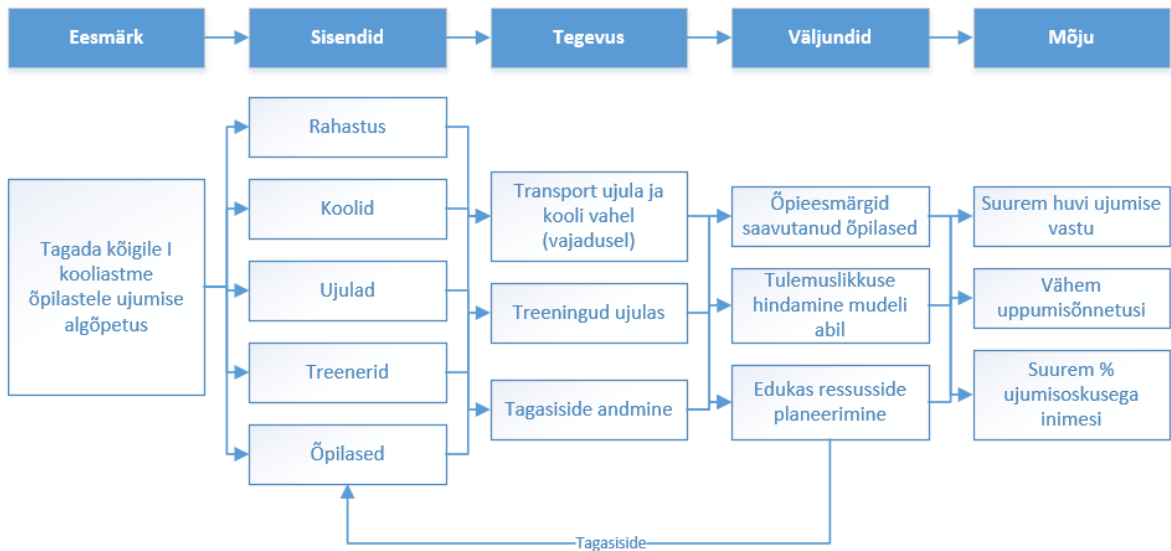 Eesmärk
Sisendid
Tegevus
Väljundid
Mõju
Tagada kõigile I
kooliastme
õpilastele ujumise
algõpetus
Rahastus
Koolid
Ujulad
Treenerid
Õpilased
Transport ujula ja
kooli vahel
(vajadusel)
Treeningud ujulas
Tagasiside andmine
Õpieesmärgid
saavutanud õpilased
Tulemuslikkuse
hindamine mudeli
abil
Edukas ressusside
planeerimine
Suurem huvi ujumise
vastu
Vähem
uppumisõnnetusi
Suurem %
ujumisoskusega
inimesi
Tagasiside